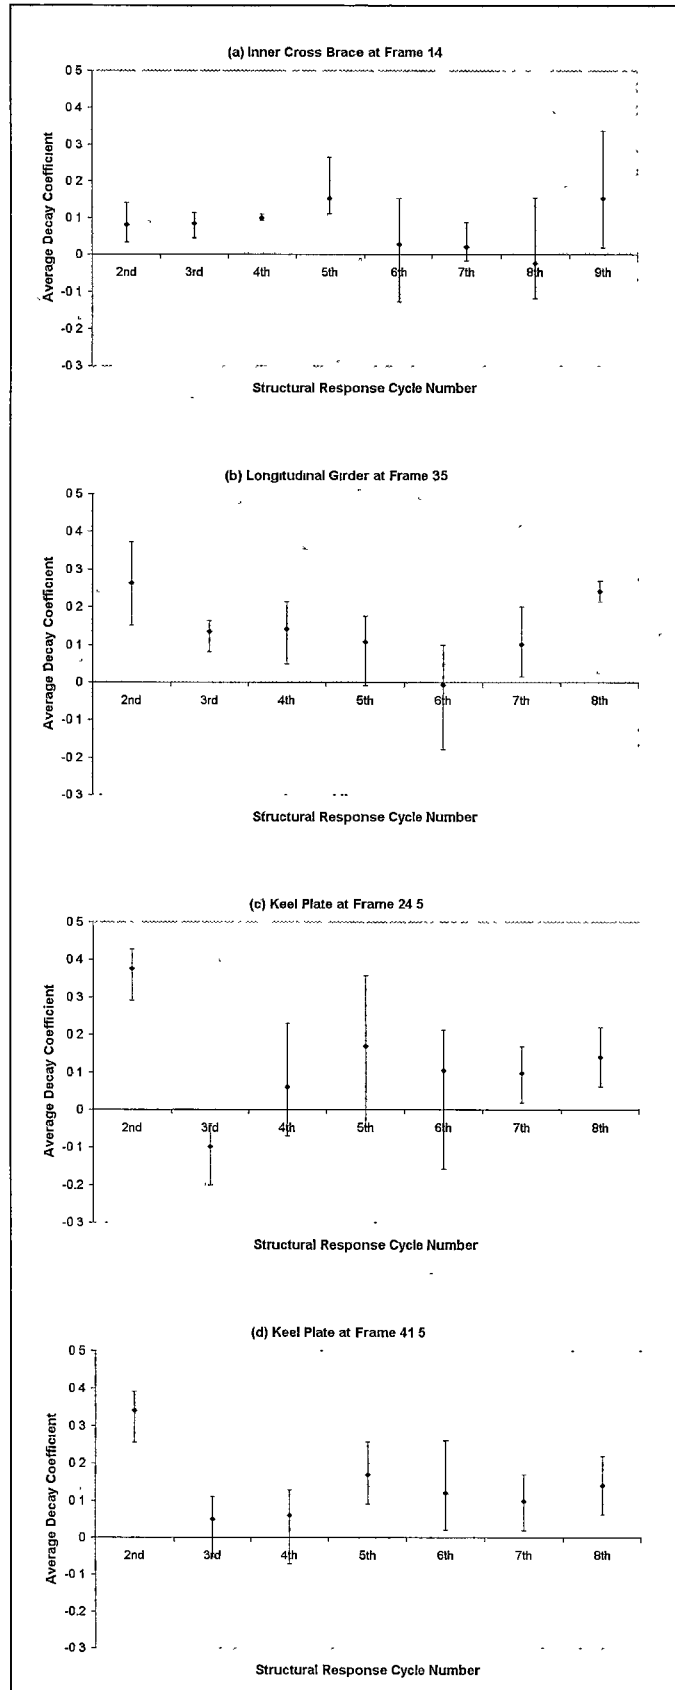 (a) Inner Cross Brace at Frame 14
Average Decay Coefficient
0 5
0 4
0 3
0 2
0 1
0
-0 1
-0 2
-0 3
2nd 3rd 4th 5th 6th 7th 8th 9th
Structural Response Cycle Number
(b) Longitudinal Girder at Frame 35
Average Decay Coefficient
0 5
0 4
0 3
0 2
0 1
0
-0 1
-0 2
-0 3
2nd 3rd 4th 5th 6th 7th 8th
Structural Response Cycle Number
(c) Keel Plate at Frame 24 5
Average Decay Coefficient
0 5
0 4
0 3
0 2
0 1
0
-0 1
-0 2
-0 3
2nd 3rd 4th 5th 6th 7th 8th
Structural Response Cycle Number
(d) Keel Plate at Frame 41 5
Average Decay Coefficient
0 5
0 4
0 3
0 2
0 1
0
-0 1
-0 2
-0 3
2nd 3rd 4th 5th 6th 7th 8th
Structural Response Cycle Number